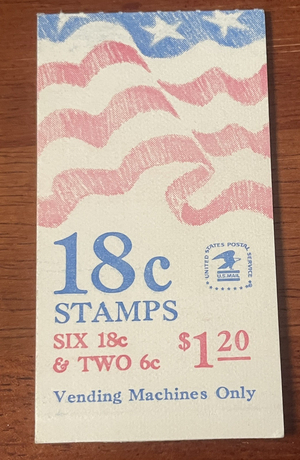 18c
STAMPS
SIX 18c
& TWO 6c
$1.20
Vending Machines Only
UNITED STATES POSTAL SERVICE
U.S.MAIL